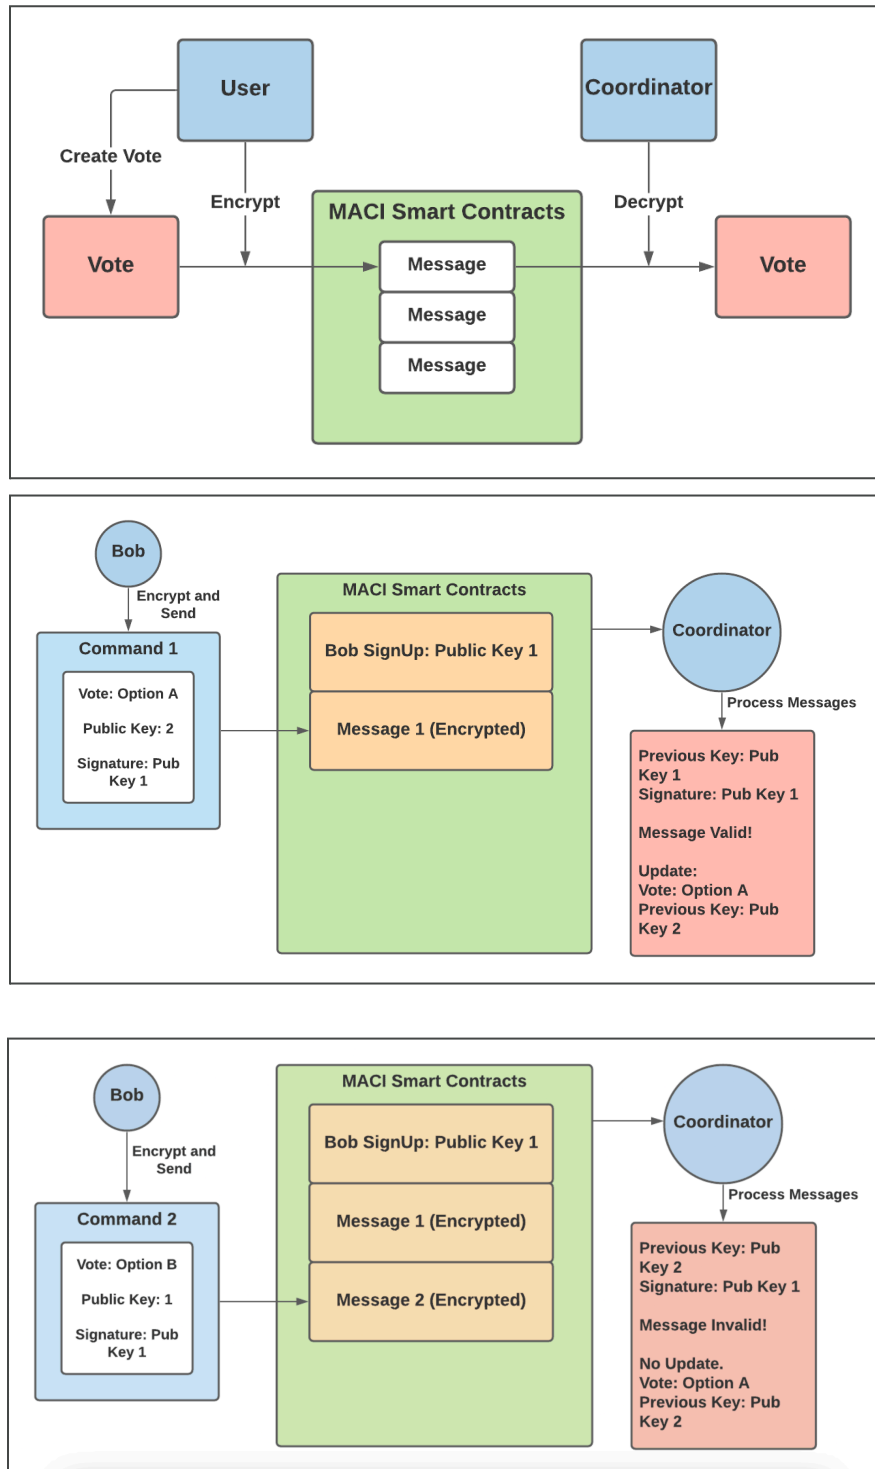 User
Coordinator
Create Vote
Encrypt
Decrypt
MACI Smart Contracts
Vote
Message
Vote
Message
Message
Bob
Encrypt and
Send
Command 1
Vote: Option A
Public Key: 2
Signature: Pub
Key 1
MACI Smart Contracts
Bob SignUp: Public Key 1
Message 1 (Encrypted)
Coordinator
Process Messages
Previous Key: Pub
Key 1
Signature: Pub Key 1
Message Valid!
Update:
Vote: Option A
Previous Key: Pub
Key 2
Bob
Encrypt and
Send
Command 2
Vote: Option B
Public Key: 1
Signature: Pub
Key 1
MACI Smart Contracts
Bob SignUp: Public Key 1
Message 1 (Encrypted)
Message 2 (Encrypted)
Coordinator
Process Messages
Previous Key: Pub
Key 2
Signature: Pub Key 1
Message Invalid!
No Update.
Vote: Option A
Previous Key: Pub
Key 2